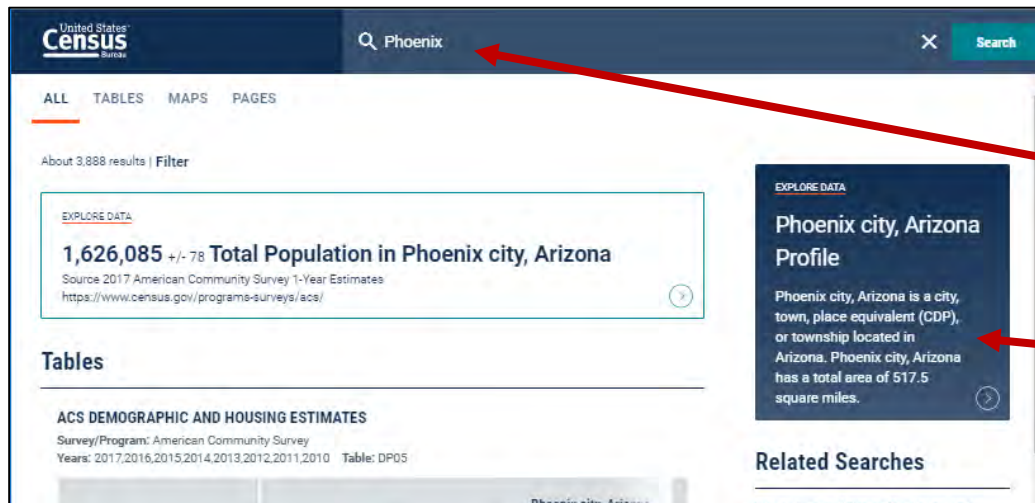 United States
Census
Bureau
Phoenix
× Search
ALL TABLES MAPS PAGES
About 3,888 results | Filter
EXPLORE DATA
1,626,085 +/- 78 Total Population in Phoenix city, Arizona
Source 2017 American Community Survey 1-Year Estimates
https://www.census.gov/programs-surveys/acs/
Tables
ACS DEMOGRAPHIC AND HOUSING ESTIMATES
Survey/Program: American Community Survey
Years: 2017,2016,2015,2014,2013,2012,2011,2010 Table: DP05
Phoenix city, Arizona
EXPLORE DATA
Phoenix city, Arizona
Profile
Phoenix city, Arizona is a city,
town, place equivalent (CDP),
or township located in
Arizona. Phoenix city, Arizona
has a total area of 517.5
square miles.
Related Searches